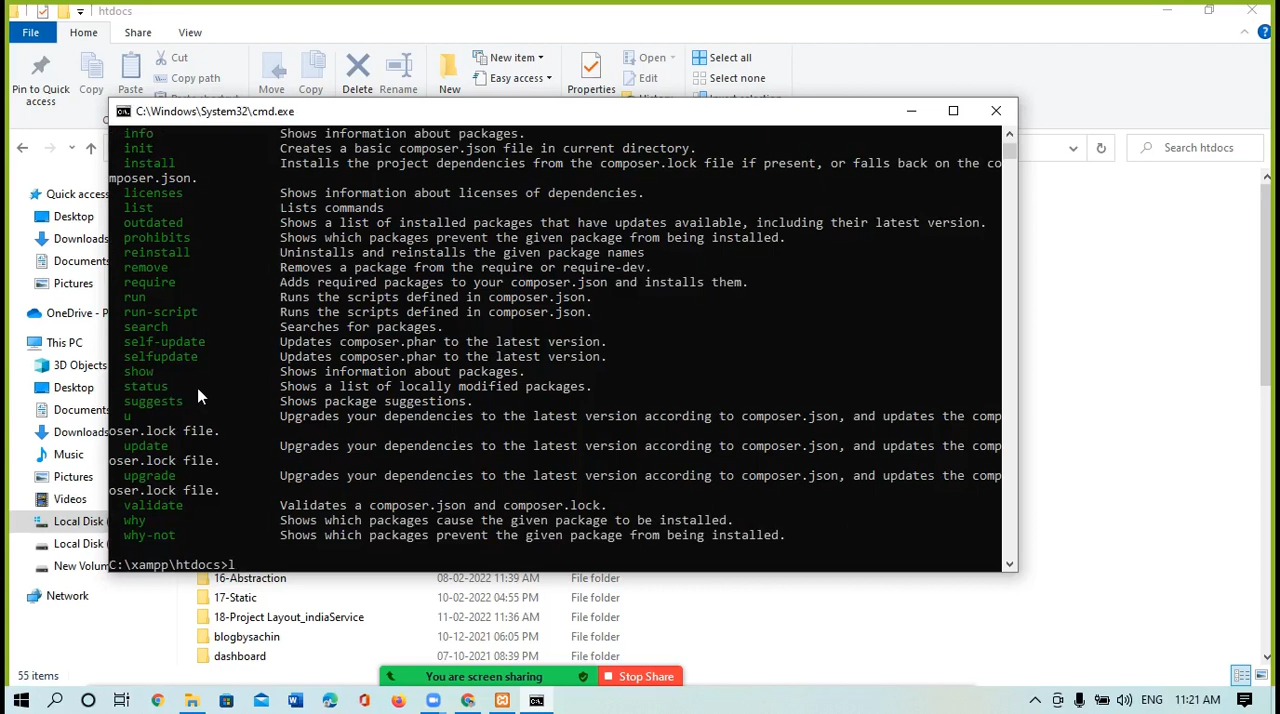 htdocs
File Home Share View
Pin to Quick access
Copy
Paste
Cut
Copy path
Move
Copy
Delete
Rename
New
New item
Easy access
Properties
Open
Edit
Select all
Select none
Search htdocs
C:\Windows\System32\cmd.exe
info Shows information about packages.
init Creates a basic composer.json file in current directory.
install Installs the project dependencies from the composer.lock file if present, or falls back on the co
mposer.json.
licenses Shows information about licenses of dependencies.
list Lists commands
outdated Shows a list of installed packages that have updates available, including their latest version.
prohibits Shows which packages prevent the given package from being installed.
reinstall Uninstalls and reinstalls the given package names
remove Removes a package from the require or require-dev.
require Adds required packages to your composer.json and installs them.
run Runs the scripts defined in composer.json.
run-script Runs the scripts defined in composer.json.
search Searches for packages.
self-update Updates composer.phar to the latest version.
selfupdate Updates composer.phar to the latest version.
show Shows information about packages.
status Shows a list of locally modified packages.
suggests Shows package suggestions.
u Upgrades your dependencies to the latest version according to composer.json, and updates the comp
oser.lock file.
update Upgrades your dependencies to the latest version according to composer.json, and updates the comp
oser.lock file.
upgrade Upgrades your dependencies to the latest version according to composer.json, and updates the comp
oser.lock file.
validate Validates a composer.json and composer.lock.
why Shows which packages cause the given package to be installed.
why-not Shows which packages prevent the given package from being installed.
C:\xampp\htdocs>l
Quick access
Desktop
Downloads
Documents
Pictures
OneDrive - P
This PC
3D Objects
Desktop
Documents
Downloads
Music
Pictures
Videos
Local Disk (
Local Disk (
New Volum
Network
16-Abstraction 08-02-2022 11:39 AM File folder
17-Static 10-02-2022 04:55 PM File folder
18-Project Layout_indiaService 11-02-2022 11:36 AM File folder
blogbysachin 10-12-2021 06:05 PM File folder
dashboard 07-10-2021 08:39 PM File folder
55 items
You are screen sharing
Stop Share
ENG 11:21 AM